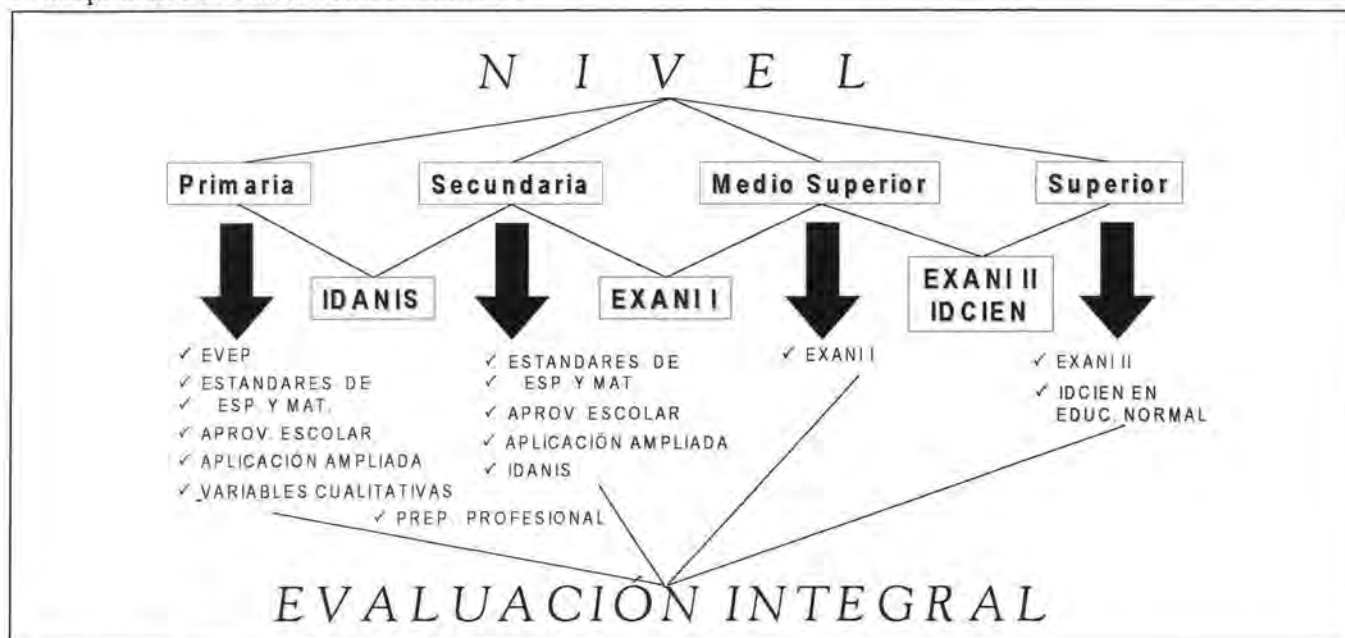 N I V E L
Primaria
Secundaria
Medio Superior
Superior
IDANIS
EXANI I
EXANI II
IDCIEN
✓ EVEP
✓ ESTANDARES DE
✓ ESP. Y MAT.
✓ APROV. ESCOLAR
✓ APLICACIÓN AMPLIADA
✓ VARIABLES CUALITATIVAS
✓ PREP. PROFESIONAL
✓ ESTANDARES DE
✓ ESP. Y MAT.
✓ APROV. ESCOLAR
✓ APLICACIÓN AMPLIADA
✓ IDANIS
✓ EXANI I
✓ EXANI II
✓ IDCIEN EN
EDUC. NORMAL
EVALUACIÓN INTEGRAL